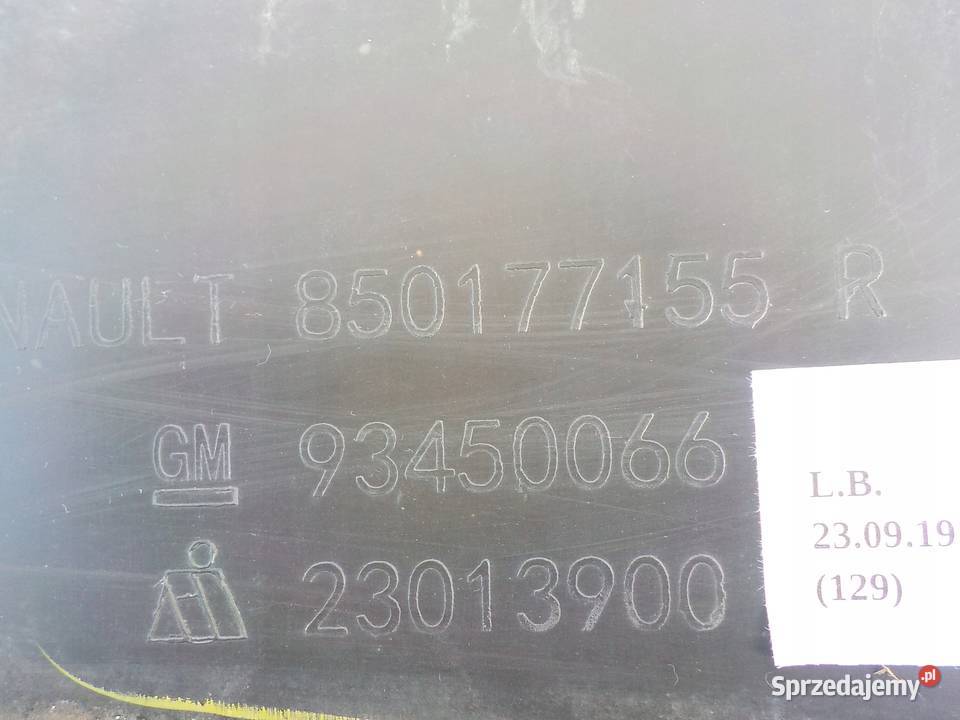 NAULT 850177155 R
GM 93450066
23013900
L.B.
23.09.19
(129)
Sprzedajemy.pl